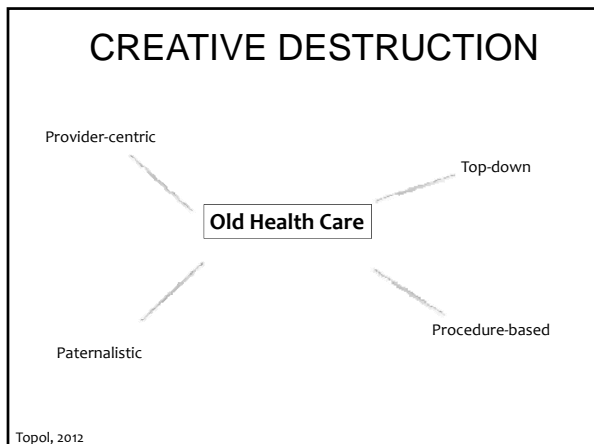 CREATIVE DESTRUCTION
Provider-centric
Top-down
Old Health Care
Paternalistic
Procedure-based
Topol, 2012